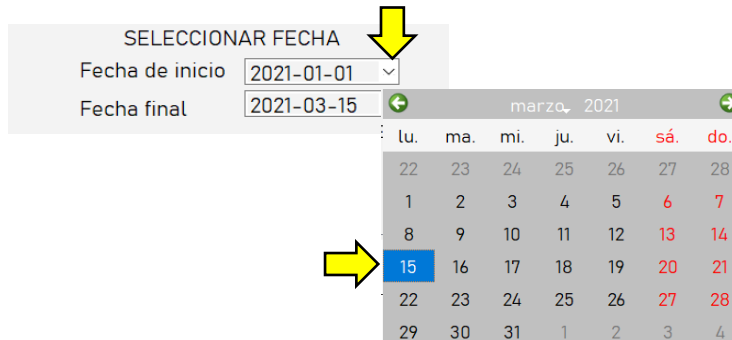 SELECCIONAR FECHA
Fecha de inicio 2021-01-01
Fecha final 2021-03-15
marzo 2021
lu. ma. mi. ju. vi. sá. do.
22 23 24 25 26 27 28
1 2 3 4 5 6 7
8 9 10 11 12 13 14
15 16 17 18 19 20 21
22 23 24 25 26 27 28
29 30 31 1 2 3 4